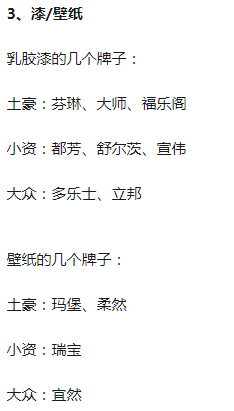 3、漆/壁纸
乳胶漆的几个牌子：
土豪：芬琳、大师、福乐阁
小资：都芳、舒尔茨、宣伟
大众：多乐士、立邦
壁纸的几个牌子：
土豪：玛堡、柔然
小资：瑞宝
大众：宜然